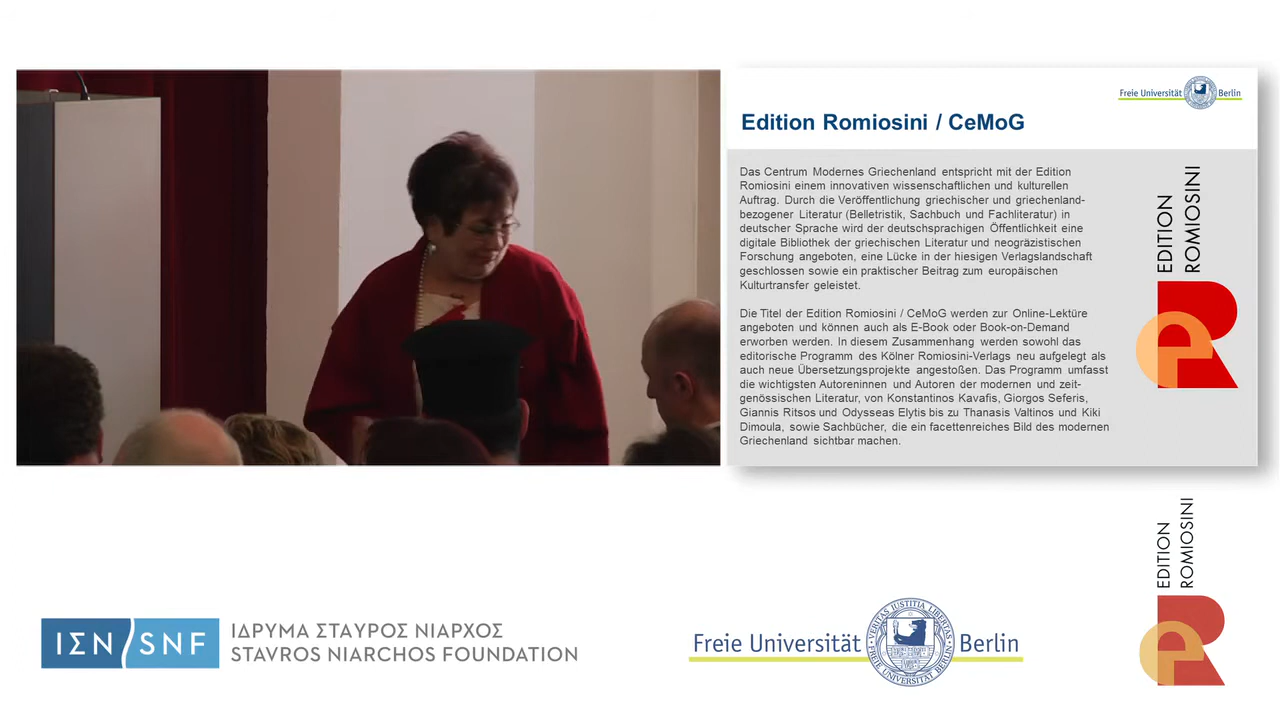 Freie Universität Berlin
Edition Romiosini / CeMoG
Das Centrum Modernes Griechenland entspricht mit der Edition
Romiosini einem innovativen wissenschaftlichen und kulturellen
Auftrag. Durch die Veröffentlichung griechischer und griechenland-
bezogener Literatur (Belletristik, Sachbuch und Fachliteratur) in
deutscher Sprache wird der deutschsprachigen Öffentlichkeit eine
digitale Bibliothek der griechischen Literatur und neogräzistischen
Forschung angeboten, eine Lücke in der hiesigen Verlagslandschaft
geschlossen sowie ein praktischer Beitrag zum europäischen
Kulturtransfer geleistet.
Die Titel der Edition Romiosini / CeMoG werden zur Online-Lektüre
angeboten und können auch als E-Book oder Book-on-Demand
erworben werden. In diesem Zusammenhang werden sowohl das
editorische Programm des Kölner Romiosini-Verlags neu aufgelegt als
auch neue Übersetzungsprojekte angestoßen. Das Programm umfasst
die wichtigsten Autoreninnen und Autoren der modernen und zeit-
genössischen Literatur, von Konstantinos Kavafis, Giorgos Seferis,
Giannis Ritsos und Odysseas Elytis bis zu Thanasis Valtinos und Kiki
Dimoula, sowie Sachbücher, die ein facettenreiches Bild des modernen
Griechenland sichtbar machen.
EDITION
ROMIOSINI
eR
ΙΣΝ/SNF
ΙΔΡΥΜΑ ΣΤΑΥΡΟΣ ΝΙΑΡΧΟΣ
STAVROS NIARCHOS FOUNDATION
Freie Universität Berlin
VERITAS IUSTITIA LIBERTAS
FREIE UNIVERSITÄT BERLIN
EDITION
ROMIOSINI
eR